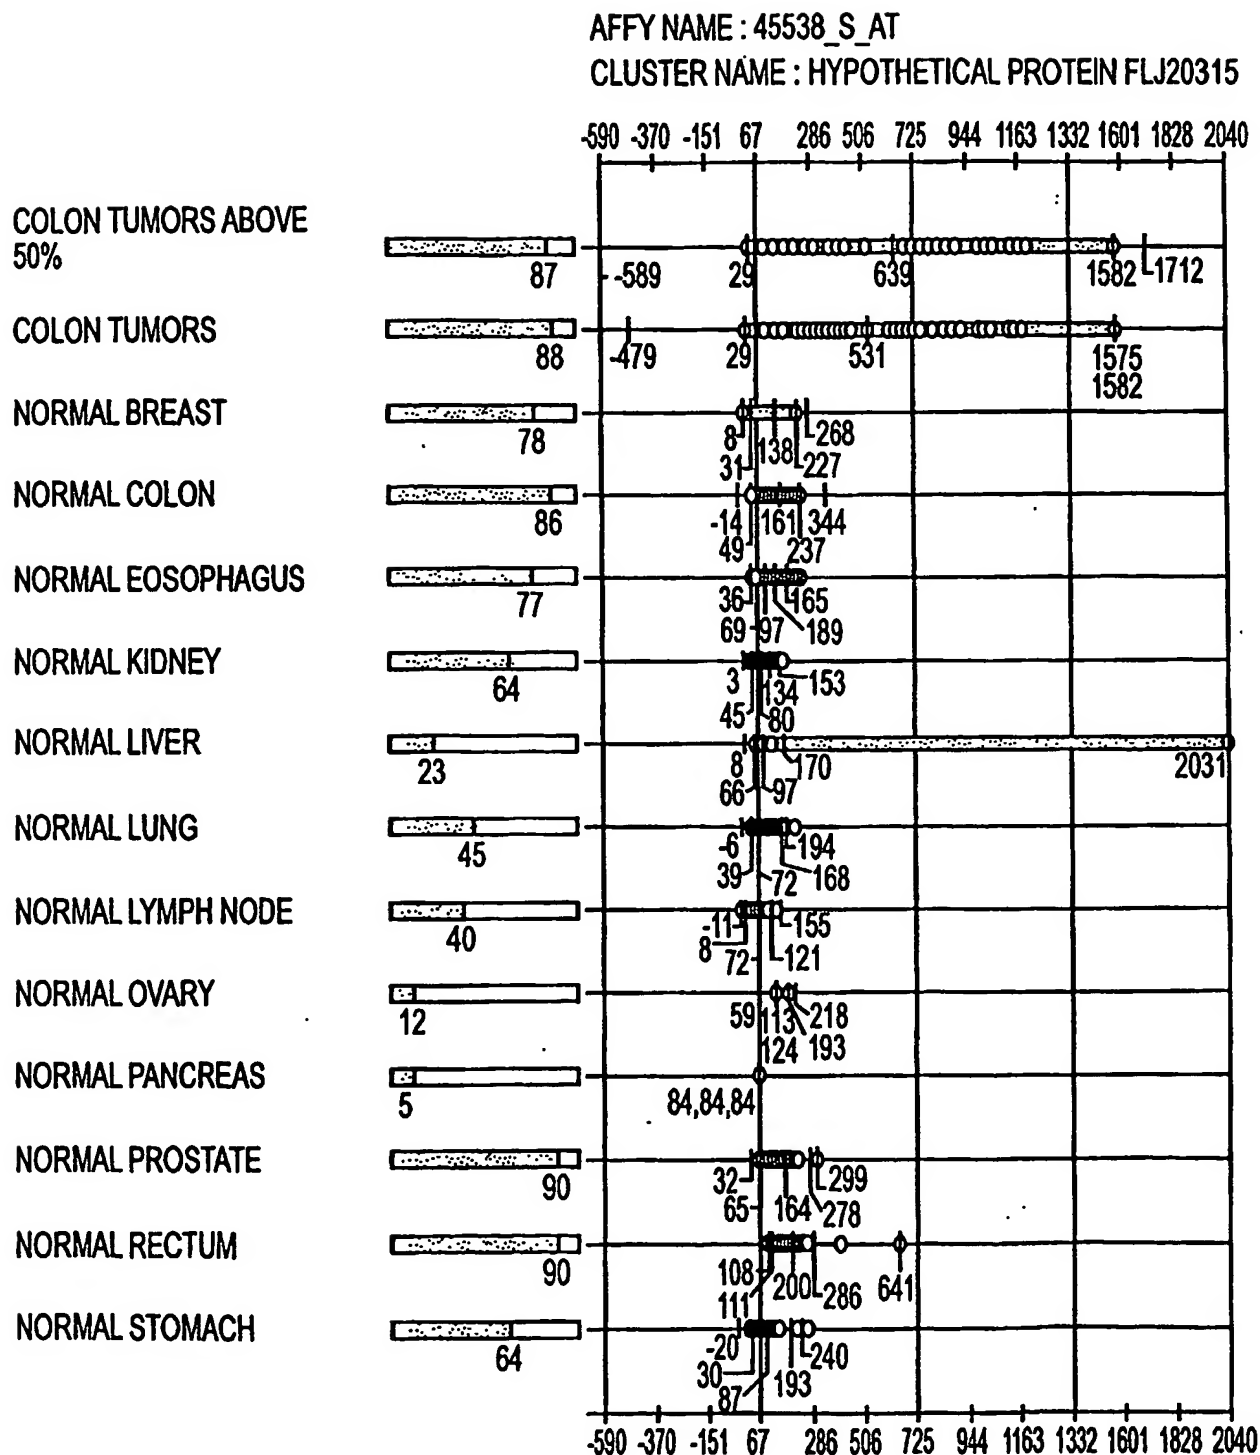 AFFY NAME : 45538_S_AT
CLUSTER NAME : HYPOTHETICAL PROTEIN FLJ20315
-590 -370 -151 67 286 506 725 944 1163 1332 1601 1828 2040
COLON TUMORS ABOVE
50%
87 -589 29 639 1582 1712
COLON TUMORS
88 -479 29 531 1575
1582
NORMAL BREAST
78 8 138 268
31 227
NORMAL COLON
86 -14 161 344
49 237
NORMAL EOSOPHAGUS
77 36 165
69 97 189
NORMAL KIDNEY
64 3 134 153
45 80
NORMAL LIVER
23 8 170 2031
66 97
NORMAL LUNG
45 -6 194
39 72 168
NORMAL LYMPH NODE
40 -11 155
8 72 121
NORMAL OVARY
12 59 113 218
124 193
NORMAL PANCREAS
5 84,84,84
NORMAL PROSTATE
90 32 164 299
65 278
NORMAL RECTUM
90 108 200 286 641
111
NORMAL STOMACH
64 -20 240
30 193
87
-590 -370 -151 67 286 506 725 944 1163 1332 1601 1828 2040